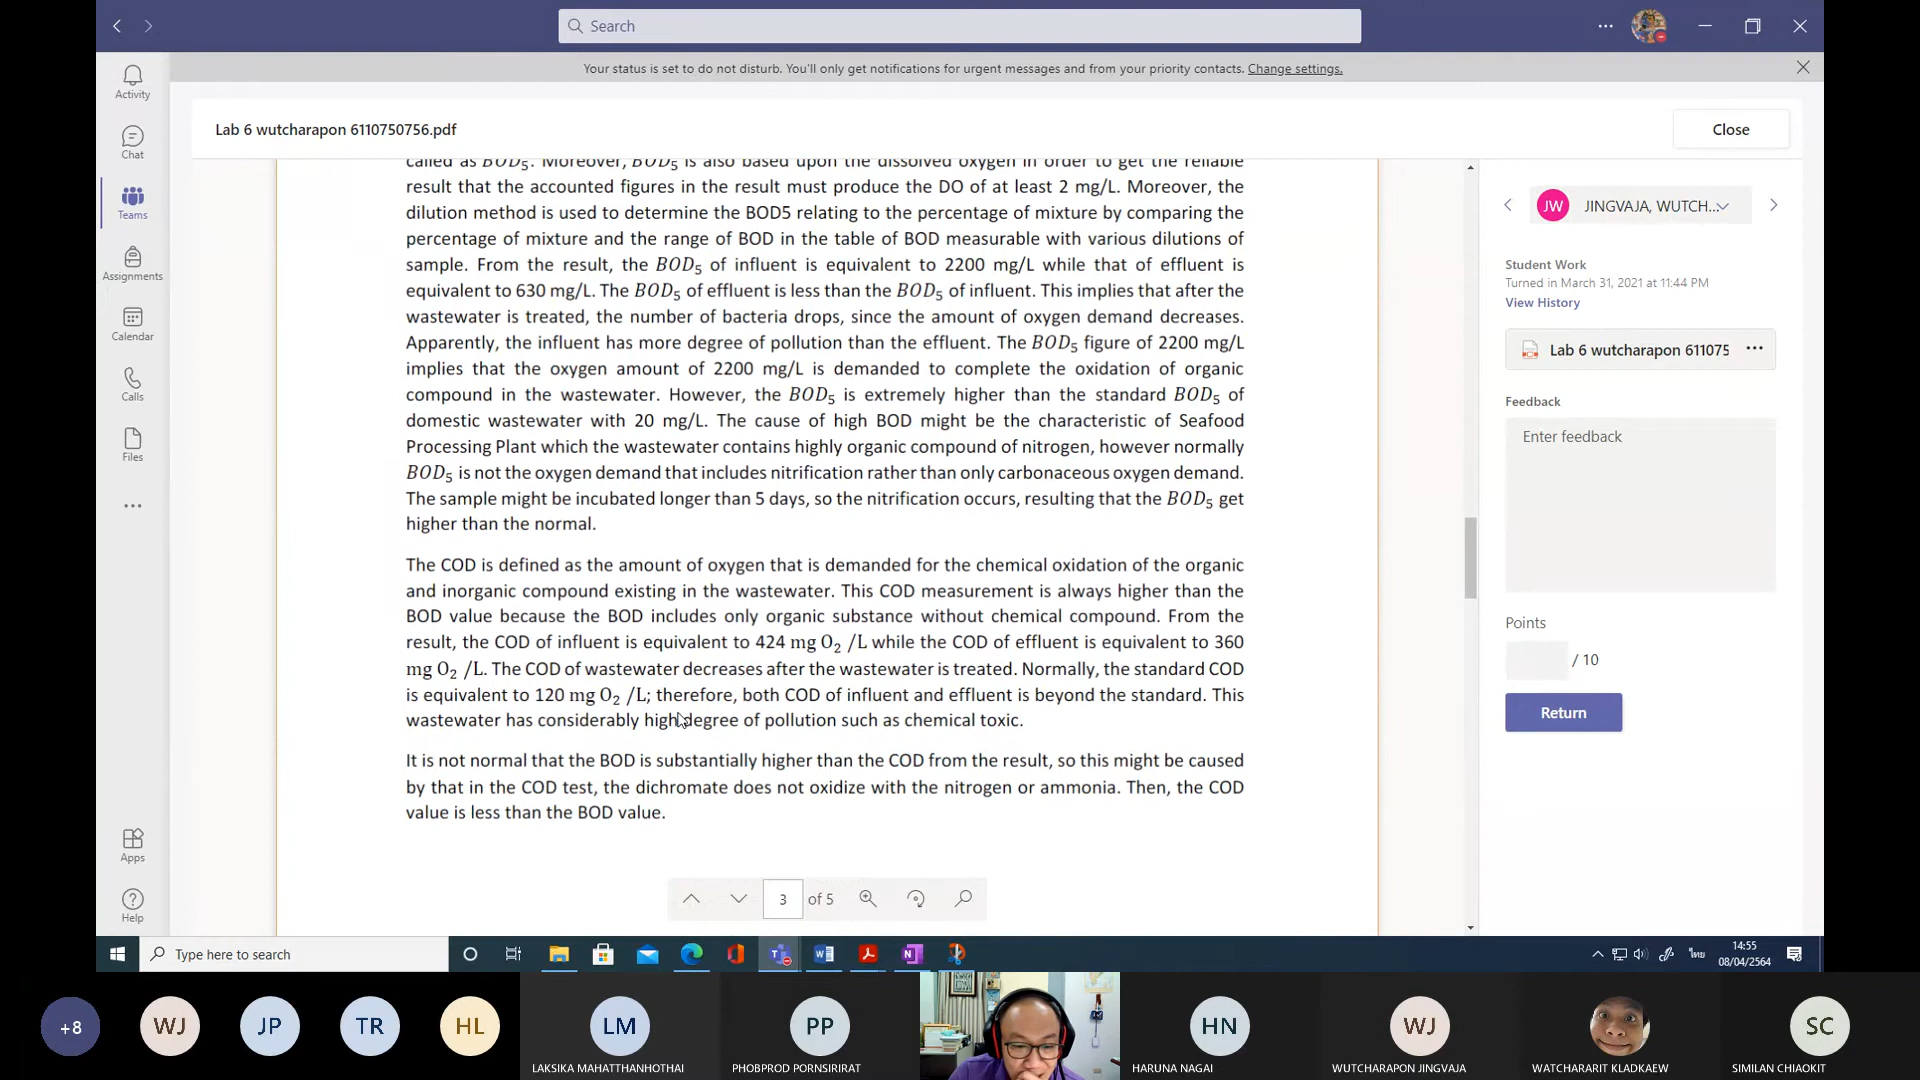 Search
Your status is set to do not disturb. You'll only get notifications for urgent messages and from your priority contacts. Change settings.
Activity
Chat
Teams
Assignments
Calendar
Calls
Files
Apps
Help
Lab 6 wutcharapon 6110750756.pdf
Close
called as BOD₅. Moreover, BOD₅ is also based upon the dissolved oxygen in order to get the reliable
result that the accounted figures in the result must produce the DO of at least 2 mg/L. Moreover, the
dilution method is used to determine the BOD5 relating to the percentage of mixture by comparing the
percentage of mixture and the range of BOD in the table of BOD measurable with various dilutions of
sample. From the result, the BOD₅ of influent is equivalent to 2200 mg/L while that of effluent is
equivalent to 630 mg/L. The BOD₅ of effluent is less than the BOD₅ of influent. This implies that after the
wastewater is treated, the number of bacteria drops, since the amount of oxygen demand decreases.
Apparently, the influent has more degree of pollution than the effluent. The BOD₅ figure of 2200 mg/L
implies that the oxygen amount of 2200 mg/L is demanded to complete the oxidation of organic
compound in the wastewater. However, the BOD₅ is extremely higher than the standard BOD₅ of
domestic wastewater with 20 mg/L. The cause of high BOD might be the characteristic of Seafood
Processing Plant which the wastewater contains highly organic compound of nitrogen, however normally
BOD₅ is not the oxygen demand that includes nitrification rather than only carbonaceous oxygen demand.
The sample might be incubated longer than 5 days, so the nitrification occurs, resulting that the BOD₅ get
higher than the normal.
The COD is defined as the amount of oxygen that is demanded for the chemical oxidation of the organic
and inorganic compound existing in the wastewater. This COD measurement is always higher than the
BOD value because the BOD includes only organic substance without chemical compound. From the
result, the COD of influent is equivalent to 424 mg O₂ /L while the COD of effluent is equivalent to 360
mg O₂ /L. The COD of wastewater decreases after the wastewater is treated. Normally, the standard COD
is equivalent to 120 mg O₂ /L; therefore, both COD of influent and effluent is beyond the standard. This
wastewater has considerably high degree of pollution such as chemical toxic.
It is not normal that the BOD is substantially higher than the COD from the result, so this might be caused
by that in the COD test, the dichromate does not oxidize with the nitrogen or ammonia. Then, the COD
value is less than the BOD value.
3 of 5
JW JINGVAJA, WUTCH...
Student Work
Turned in March 31, 2021 at 11:44 PM
View History
Lab 6 wutcharapon 611075
Feedback
Enter feedback
Points
/ 10
Return
Type here to search
ไทย
14:55
08/04/2564
+8
WJ
JP
TR
HL
LM
LAKSIKA MAHATTHANHOTHAI
PP
PHOBPROD PORNSIRIRAT
HN
HARUNA NAGAI
WJ
WUTCHARAPON JINGVAJA
WATCHARARIT KLADKAEW
SC
SIMILAN CHIAOKIT